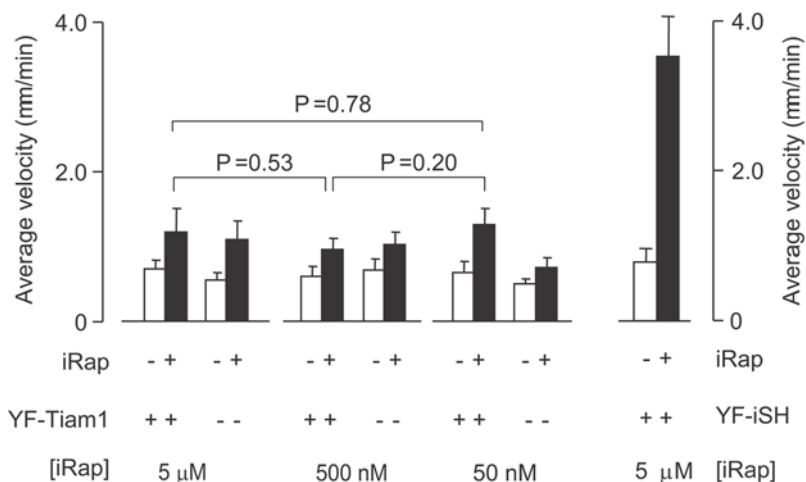 4.0 4.0
P=0.78
P=0.53 P=0.20
2.0 2.0
Average velocity (mm/min) Average velocity (mm/min)
0 0
iRap - + - + - + - + - + - + - + iRap
YF-Tiam1 + + - - + + - - + + - - + + YF-iSH
[iRap] 5 μM 500 nM 50 nM 5 μM [iRap]